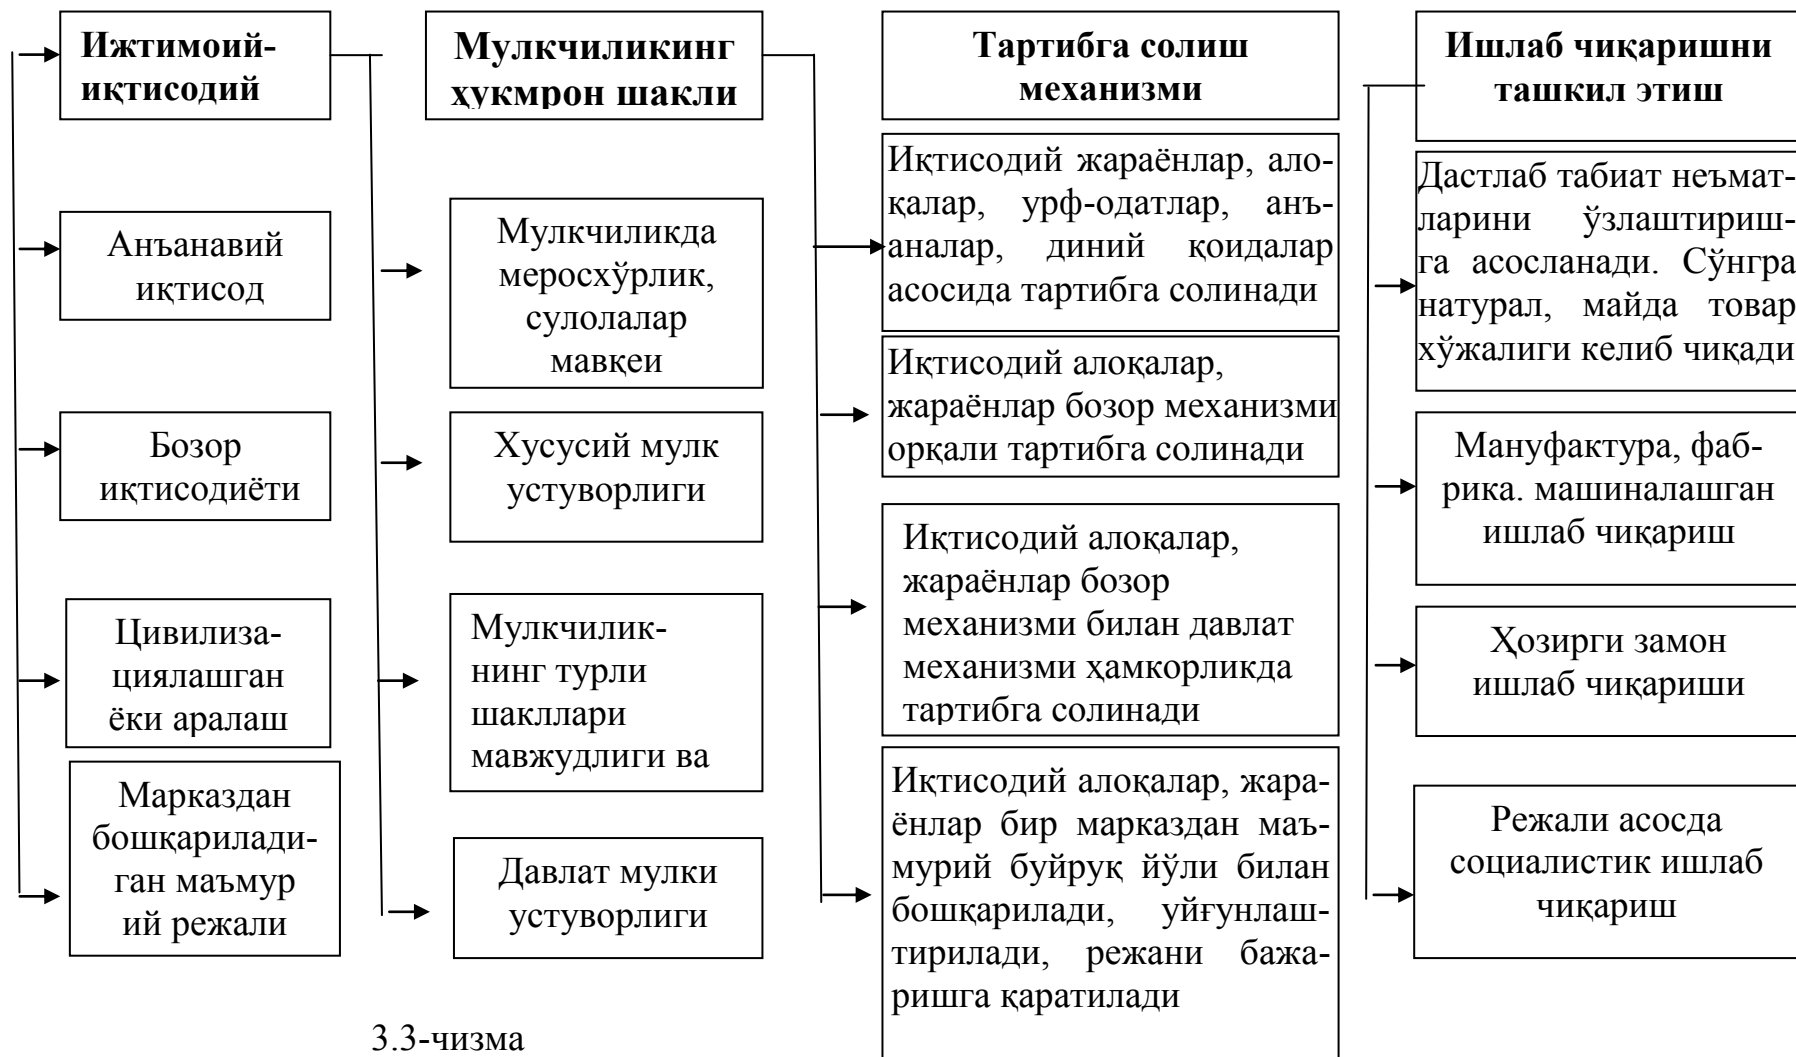 Ижтимоий-
иқтисодий
Анъанавий
иқтисод
Бозор
иқтисодиёти
Цивилиза-
циялашган
ёки аралаш
Марказдан
бошқарилади-
ган маъмур
ий режали
Мулкчиликинг
ҳукмрон шакли
Мулкчиликда
меросхўрлик,
сулолалар
мавқеи
Хусусий мулк
устуворлиги
Мулкчилик-
нинг турли
шакллари
мавжудлиги ва
Давлат мулки
устуворлиги
Тартибга солиш
механизми
Иқтисодий жараёнлар, ало-
қалар, урф-одатлар, анъ-
аналар, диний қоидалар
асосида тартибга солинади
Иқтисодий алоқалар,
жараёнлар бозор механизми
орқали тартибга солинади
Иқтисодий алоқалар,
жараёнлар бозор
механизми билан давлат
механизми ҳамкорликда
тартибга солинади
Иқтисодий алоқалар, жара-
ёнлар бир марказдан маъ-
мурий буйруқ йўли билан
бошқарилади, уйғунлаш-
тирилади, режани бажа-
ришга қаратилади
Ишлаб чиқаришни
ташкил этиш
Дастлаб табиат неъмат-
ларини ўзлаштириш-
га асосланади. Сўнгра
натурал, майда товар
хўжалиги келиб чиқади
Мануфактура, фаб-
рика. машиналашган
ишлаб чиқариш
Ҳозирги замон
ишлаб чиқариши
Режали асосда
социалистик ишлаб
чиқариш
3.3-чизма